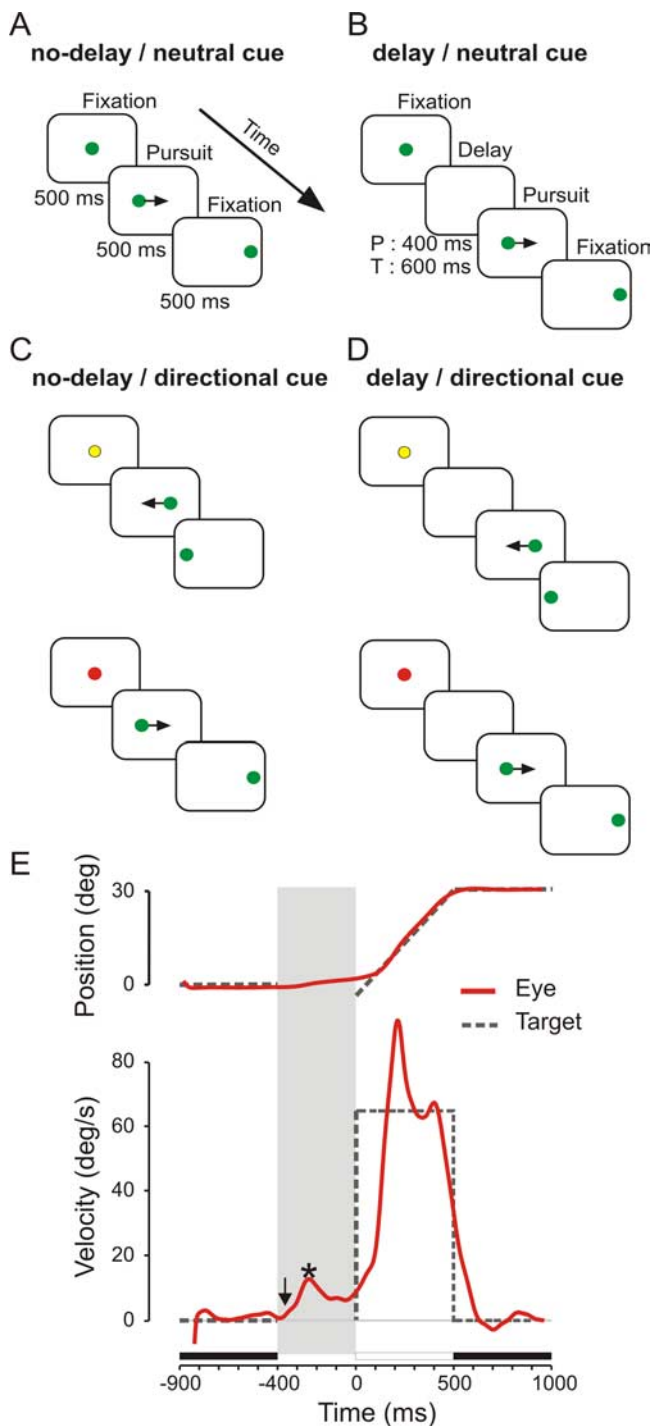 A
no-delay / neutral cue
Fixation
Pursuit
Fixation
500 ms
500 ms
500 ms
Time
B
delay / neutral cue
Fixation
Delay
Pursuit
Fixation
P : 400 ms
T : 600 ms
C
no-delay / directional cue
D
delay / directional cue
E
Position (deg)
30
0
Eye
Target
Velocity (deg/s)
80
60
40
20
0
*
-900 -400 0 500 1000
Time (ms)